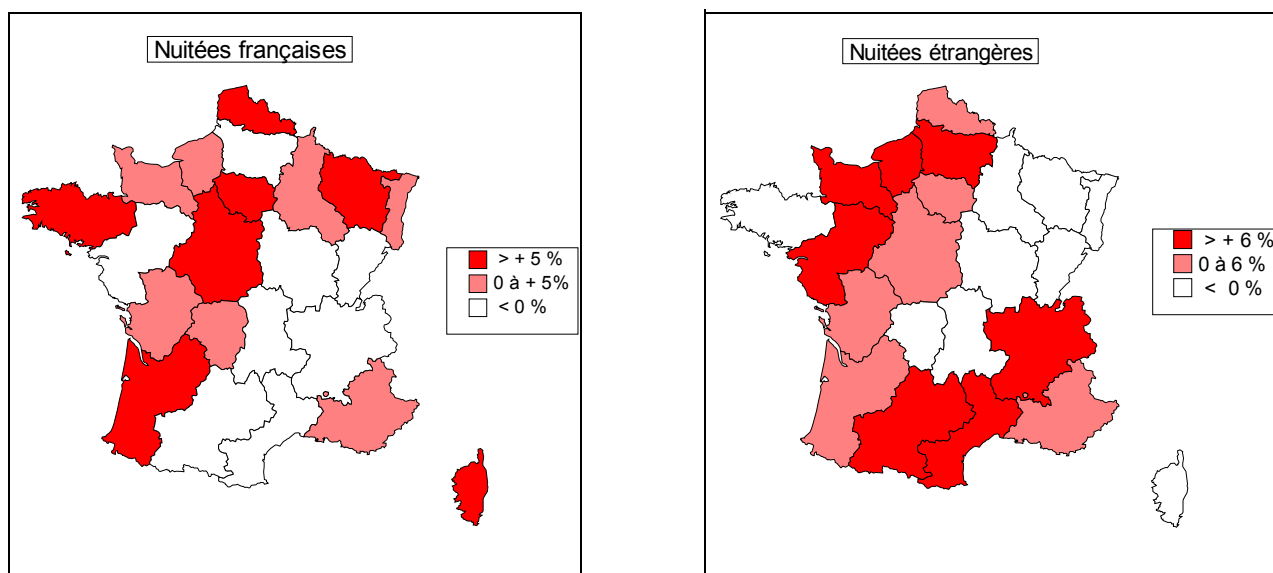 Nuitées françaises
> + 5 %
0 à + 5%
< 0 %
Nuitées étrangères
> + 6 %
0 à 6 %
< 0 %